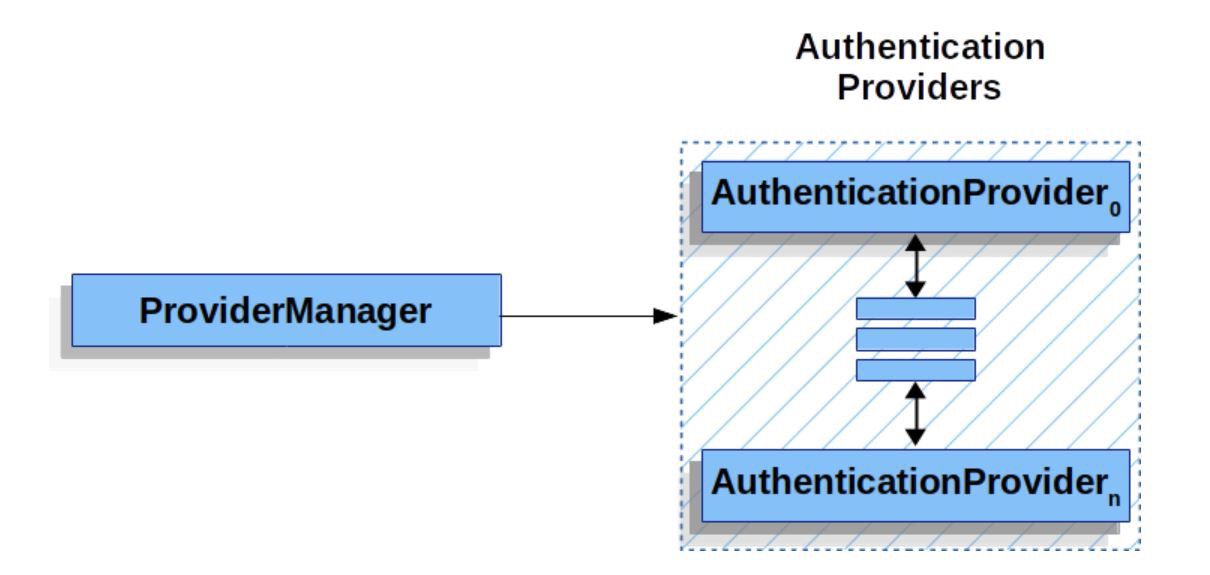 Authentication
Providers
AuthenticationProvider0
ProviderManager
AuthenticationProvidern